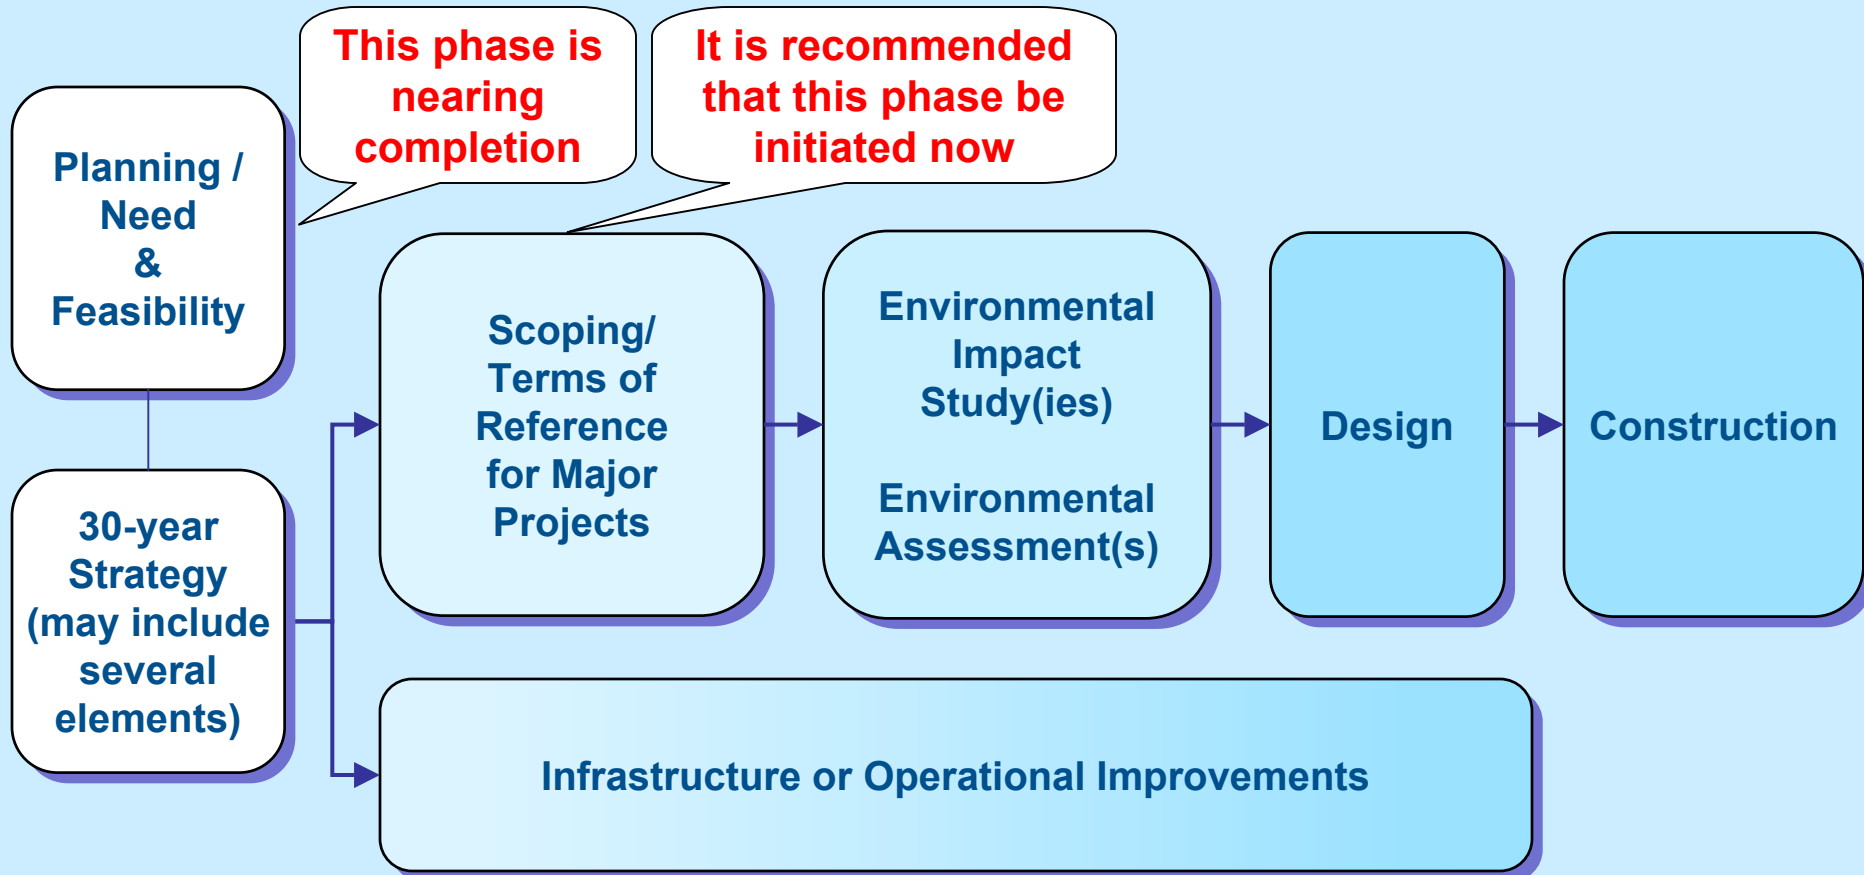 This phase is
nearing
completion
It is recommended
that this phase be
initiated now
Planning /
Need
&
Feasibility
30-year
Strategy
(may include
several
elements)
Scoping/
Terms of
Reference
for Major
Projects
Environmental
Impact
Study(ies)
Environmental
Assessment(s)
Design
Construction
Infrastructure or Operational Improvements